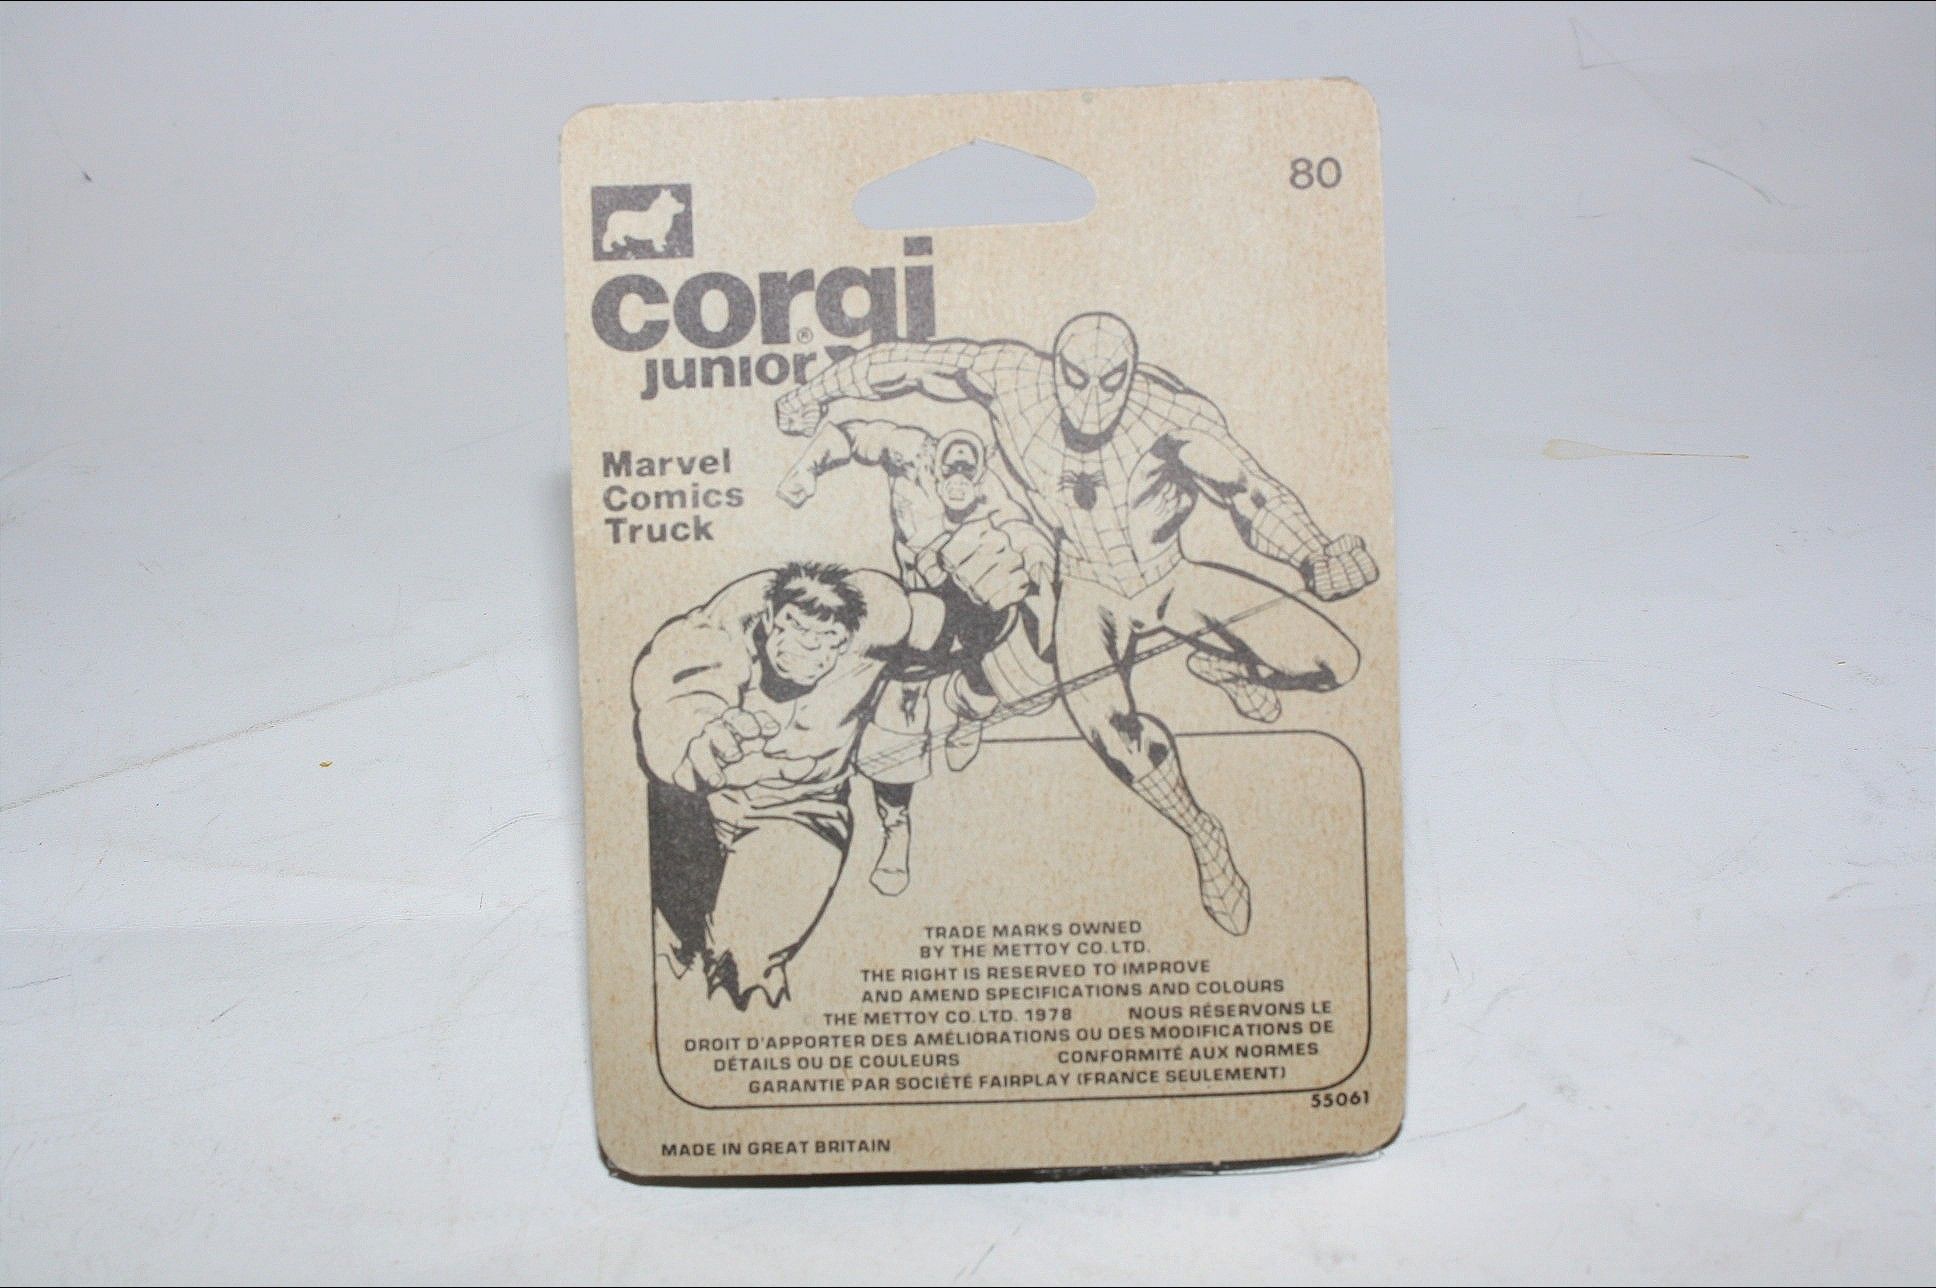 80
corgi®
junior
Marvel
Comics
Truck
TRADE MARKS OWNED
BY THE METTOY CO. LTD.
THE RIGHT IS RESERVED TO IMPROVE
AND AMEND SPECIFICATIONS AND COLOURS
THE METTOY CO. LTD. 1978 NOUS RÉSERVONS LE
DROIT D'APPORTER DES AMÉLIORATIONS OU DES MODIFICATIONS DE
DÉTAILS OU DE COULEURS CONFORMITÉ AUX NORMES
GARANTIE PAR SOCIÉTÉ FAIRPLAY (FRANCE SEULEMENT)
55061
MADE IN GREAT BRITAIN